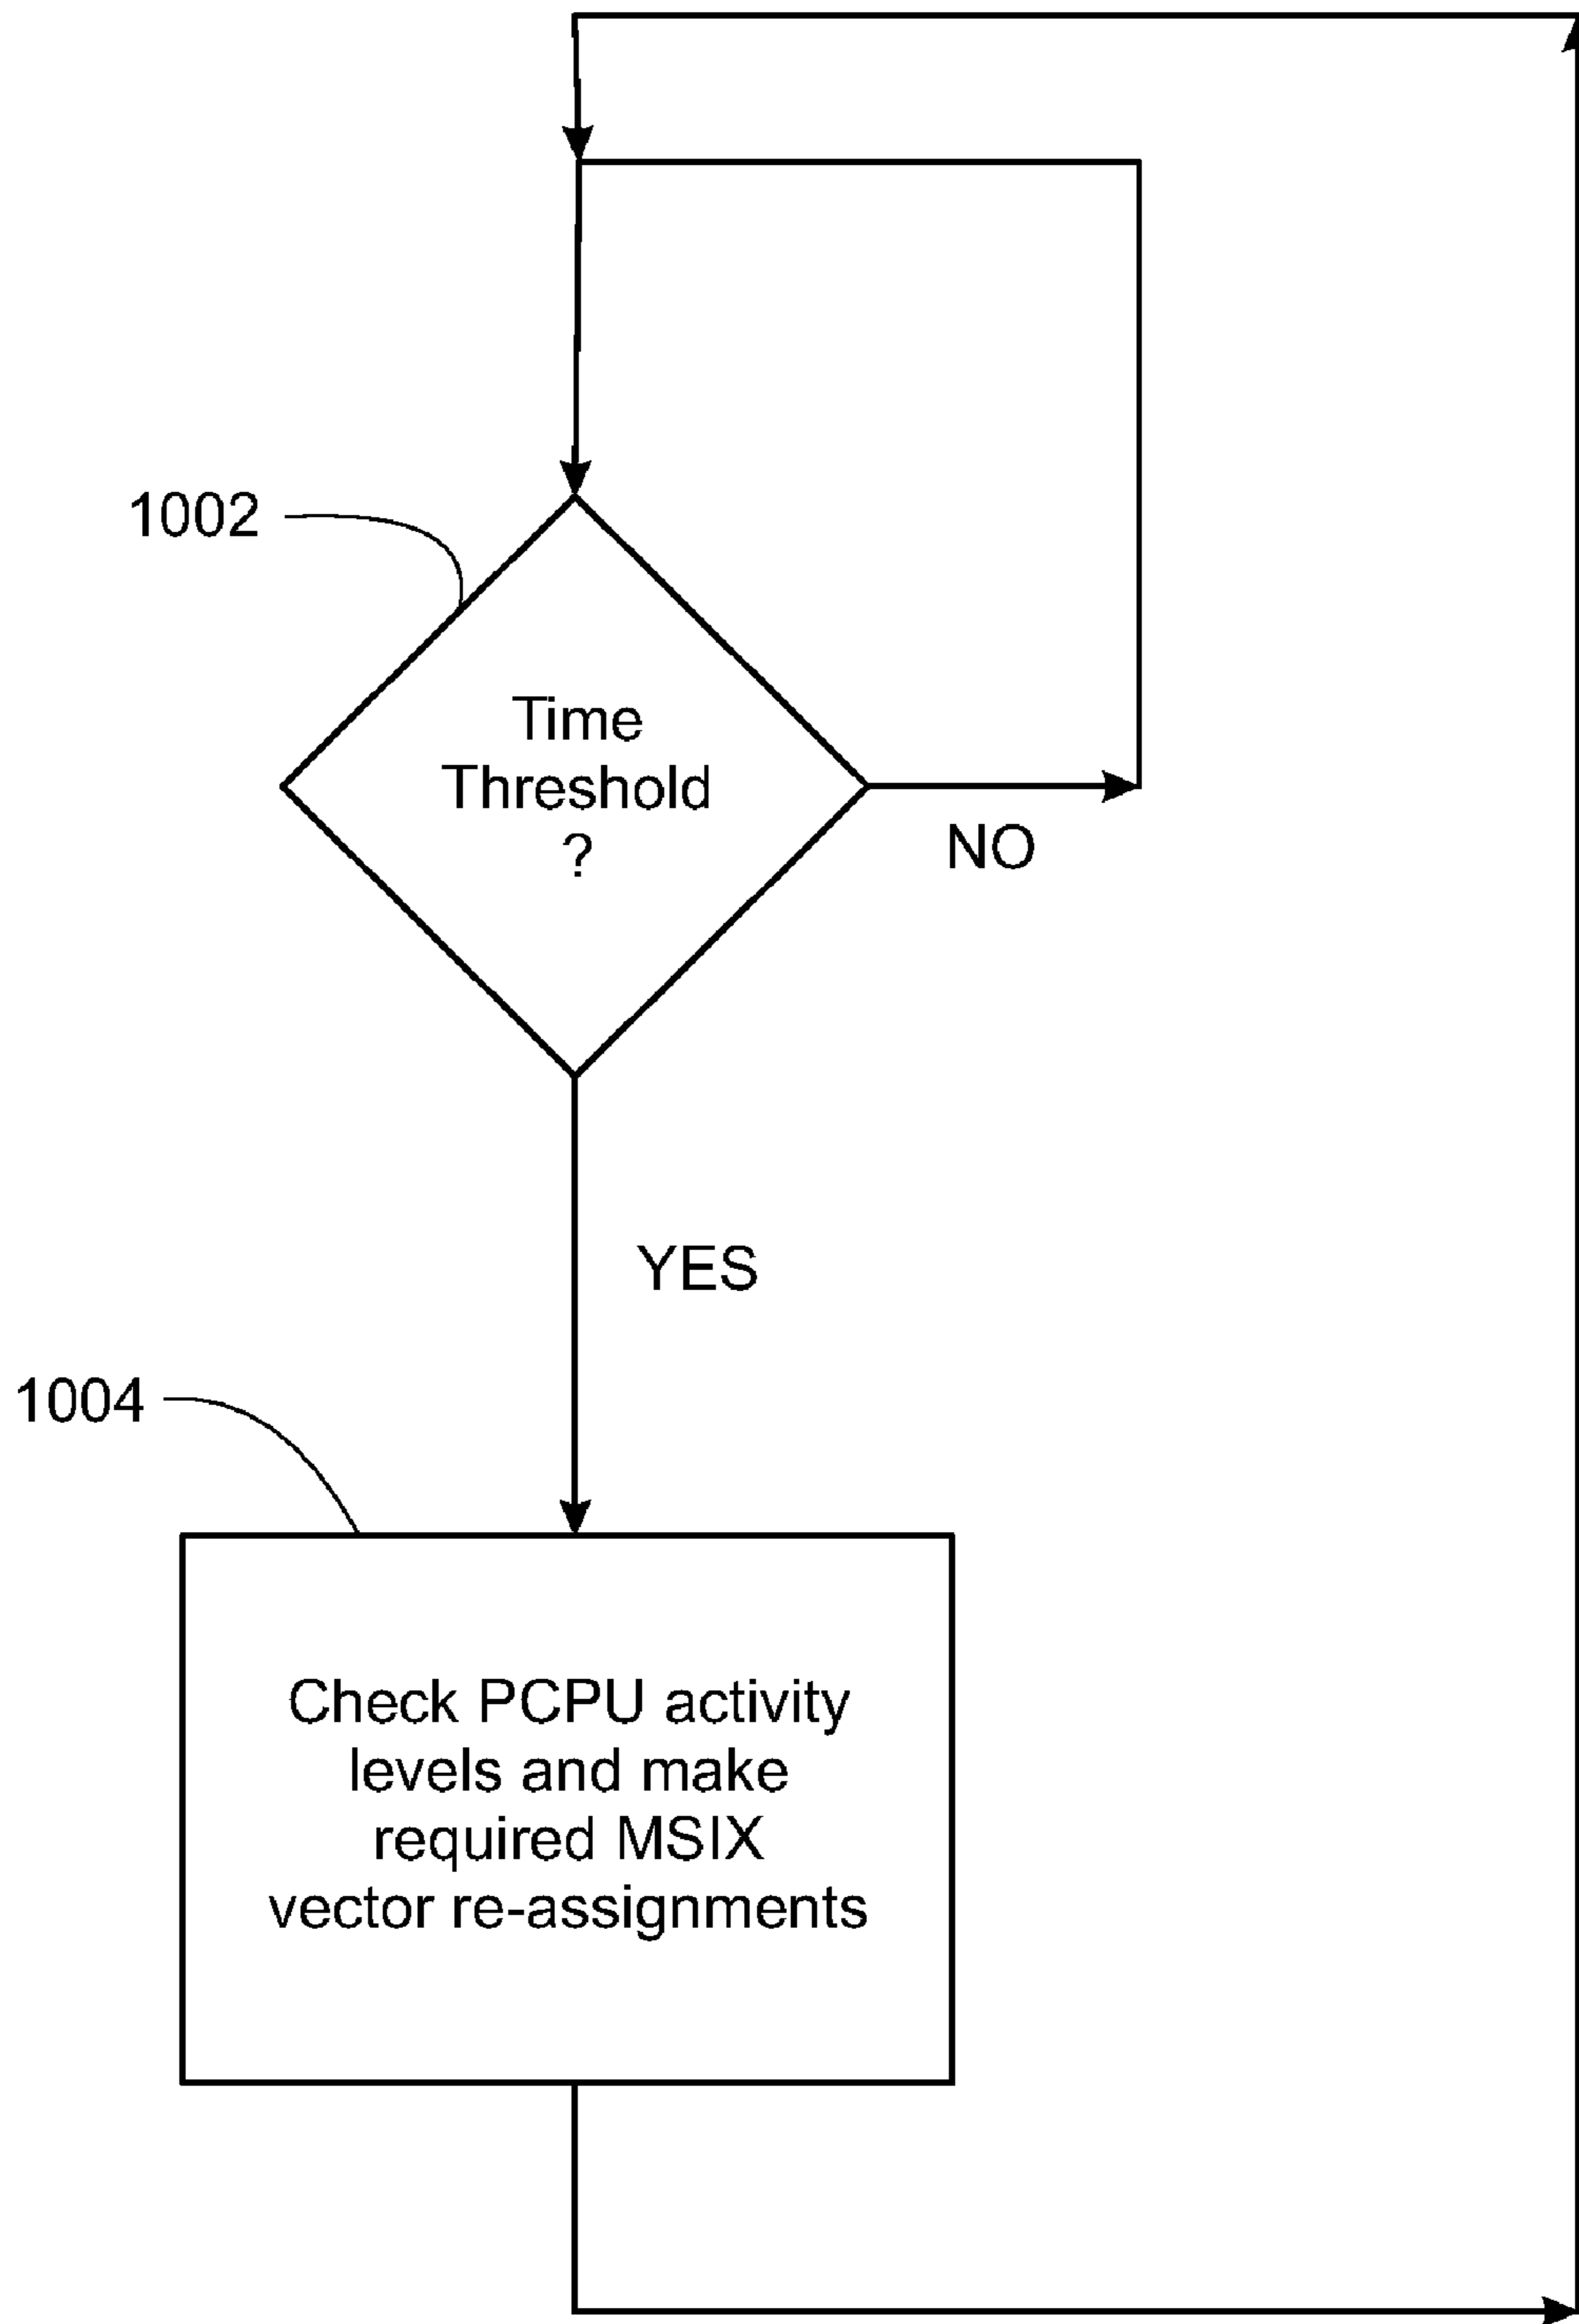 1002
Time
Threshold
?
NO
YES
1004
Check PCPU activity
levels and make
required MSIX
vector re-assignments